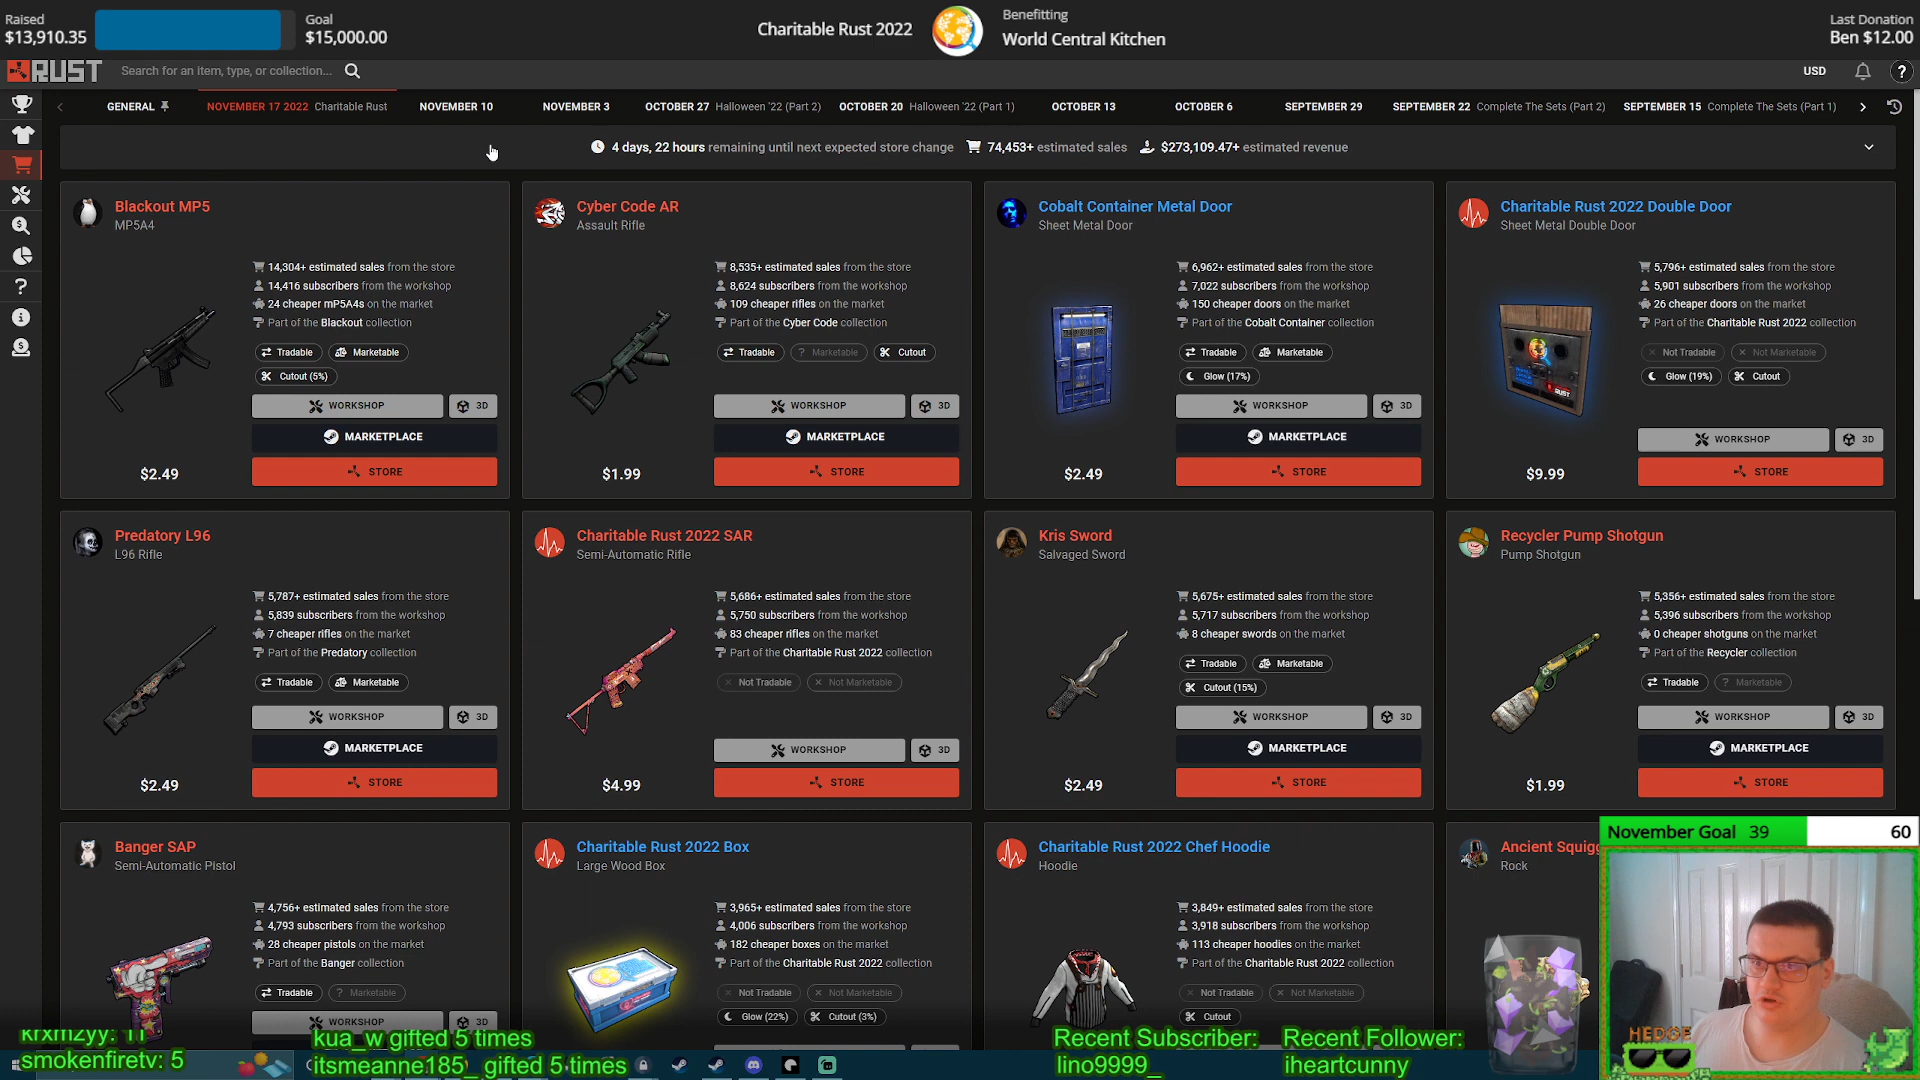 Raised
$13,910.35
Goal
$15,000.00
Charitable Rust 2022
Benefitting
World Central Kitchen
Last Donation
Ben $12.00
RUST
Search for an item, type, or collection...
USD
?
GENERAL
NOVEMBER 17 2022 Charitable Rust
NOVEMBER 10
NOVEMBER 3
OCTOBER 27 Halloween '22 (Part 2)
OCTOBER 20 Halloween '22 (Part 1)
OCTOBER 13
OCTOBER 6
SEPTEMBER 29
SEPTEMBER 22 Complete The Sets (Part 2)
SEPTEMBER 15 Complete The Sets (Part 1)
4 days, 22 hours remaining until next expected store change
74,453+ estimated sales
$273,109.47+ estimated revenue
Blackout MP5
MP5A4
14,304+ estimated sales from the store
14,416 subscribers from the workshop
24 cheaper mP5A4s on the market
Part of the Blackout collection
Tradable
Marketable
Cutout (5%)
WORKSHOP
3D
MARKETPLACE
$2.49
STORE
Cyber Code AR
Assault Rifle
8,535+ estimated sales from the store
8,624 subscribers from the workshop
109 cheaper rifles on the market
Part of the Cyber Code collection
Tradable
? Marketable
Cutout
WORKSHOP
3D
MARKETPLACE
$1.99
STORE
Cobalt Container Metal Door
Sheet Metal Door
6,962+ estimated sales from the store
7,022 subscribers from the workshop
150 cheaper doors on the market
Part of the Cobalt Container collection
Tradable
Marketable
Glow (17%)
WORKSHOP
3D
MARKETPLACE
$2.49
STORE
Charitable Rust 2022 Double Door
Sheet Metal Double Door
5,796+ estimated sales from the store
5,901 subscribers from the workshop
26 cheaper doors on the market
Part of the Charitable Rust 2022 collection
Not Tradable
Not Marketable
Glow (19%)
Cutout
RUST
WORKSHOP
3D
$9.99
STORE
Predatory L96
L96 Rifle
5,787+ estimated sales from the store
5,839 subscribers from the workshop
7 cheaper rifles on the market
Part of the Predatory collection
Tradable
Marketable
WORKSHOP
3D
MARKETPLACE
$2.49
STORE
Charitable Rust 2022 SAR
Semi-Automatic Rifle
5,686+ estimated sales from the store
5,750 subscribers from the workshop
83 cheaper rifles on the market
Part of the Charitable Rust 2022 collection
Not Tradable
Not Marketable
WORKSHOP
3D
$4.99
STORE
Kris Sword
Salvaged Sword
5,675+ estimated sales from the store
5,717 subscribers from the workshop
8 cheaper swords on the market
Tradable
Marketable
Cutout (15%)
WORKSHOP
3D
MARKETPLACE
$2.49
STORE
Recycler Pump Shotgun
Pump Shotgun
5,356+ estimated sales from the store
5,396 subscribers from the workshop
0 cheaper shotguns on the market
Part of the Recycler collection
Tradable
? Marketable
WORKSHOP
3D
MARKETPLACE
$1.99
STORE
Banger SAP
Semi-Automatic Pistol
4,756+ estimated sales from the store
4,793 subscribers from the workshop
28 cheaper pistols on the market
Part of the Banger collection
Tradable
? Marketable
WORKSHOP
3D
Charitable Rust 2022 Box
Large Wood Box
3,965+ estimated sales from the store
4,006 subscribers from the workshop
182 cheaper boxes on the market
Part of the Charitable Rust 2022 collection
Not Tradable
Not Marketable
Glow (22%)
Cutout (3%)
Charitable Rust 2022 Chef Hoodie
Hoodie
3,849+ estimated sales from the store
3,918 subscribers from the workshop
113 cheaper hoodies on the market
Part of the Charitable Rust 2022 collection
Not Tradable
Not Marketable
Cutout
Ancient Squigg
Rock
November Goal 39
60
HEDGE
krxmzyy: 11
smokenfiretv: 5
kua_w gifted 5 times
itsmeanne185_ gifted 5 times
Recent Subscriber:
lino9999_
Recent Follower:
iheartcunny